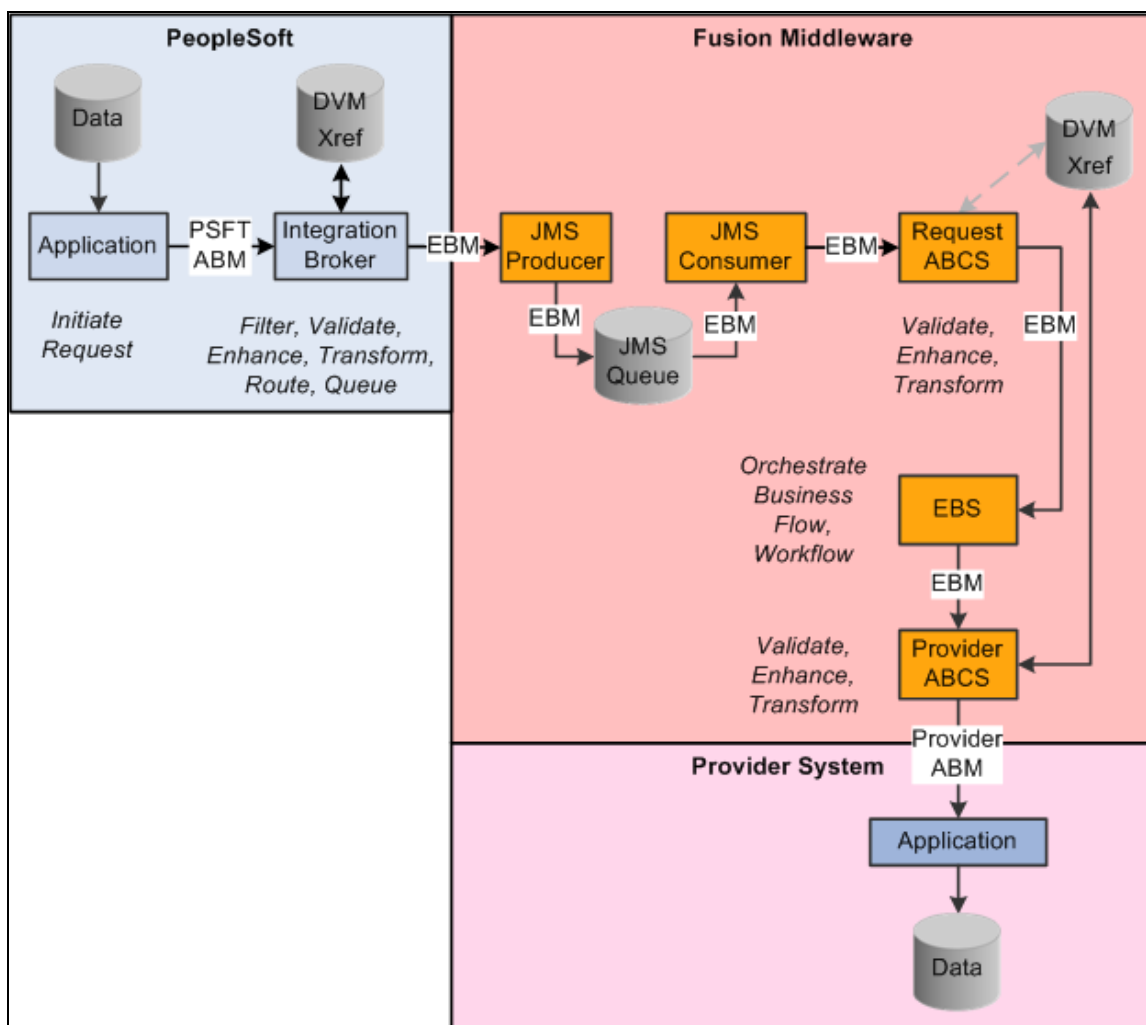 PeopleSoft
Data
DVM
Xref
Application
PSFT
ABM
Integration
Broker
Initiate
Request
Filter, Validate,
Enhance, Transform,
Route, Queue
Fusion Middleware
EBM
JMS
Producer
EBM
JMS
Queue
EBM
JMS
Consumer
EBM
Request
ABCS
DVM
Xref
Validate,
Enhance,
Transform
EBM
Orchestrate
Business
Flow,
Workflow
EBS
EBM
Validate,
Enhance,
Transform
Provider
ABCS
Provider
ABM
Provider System
Application
Data